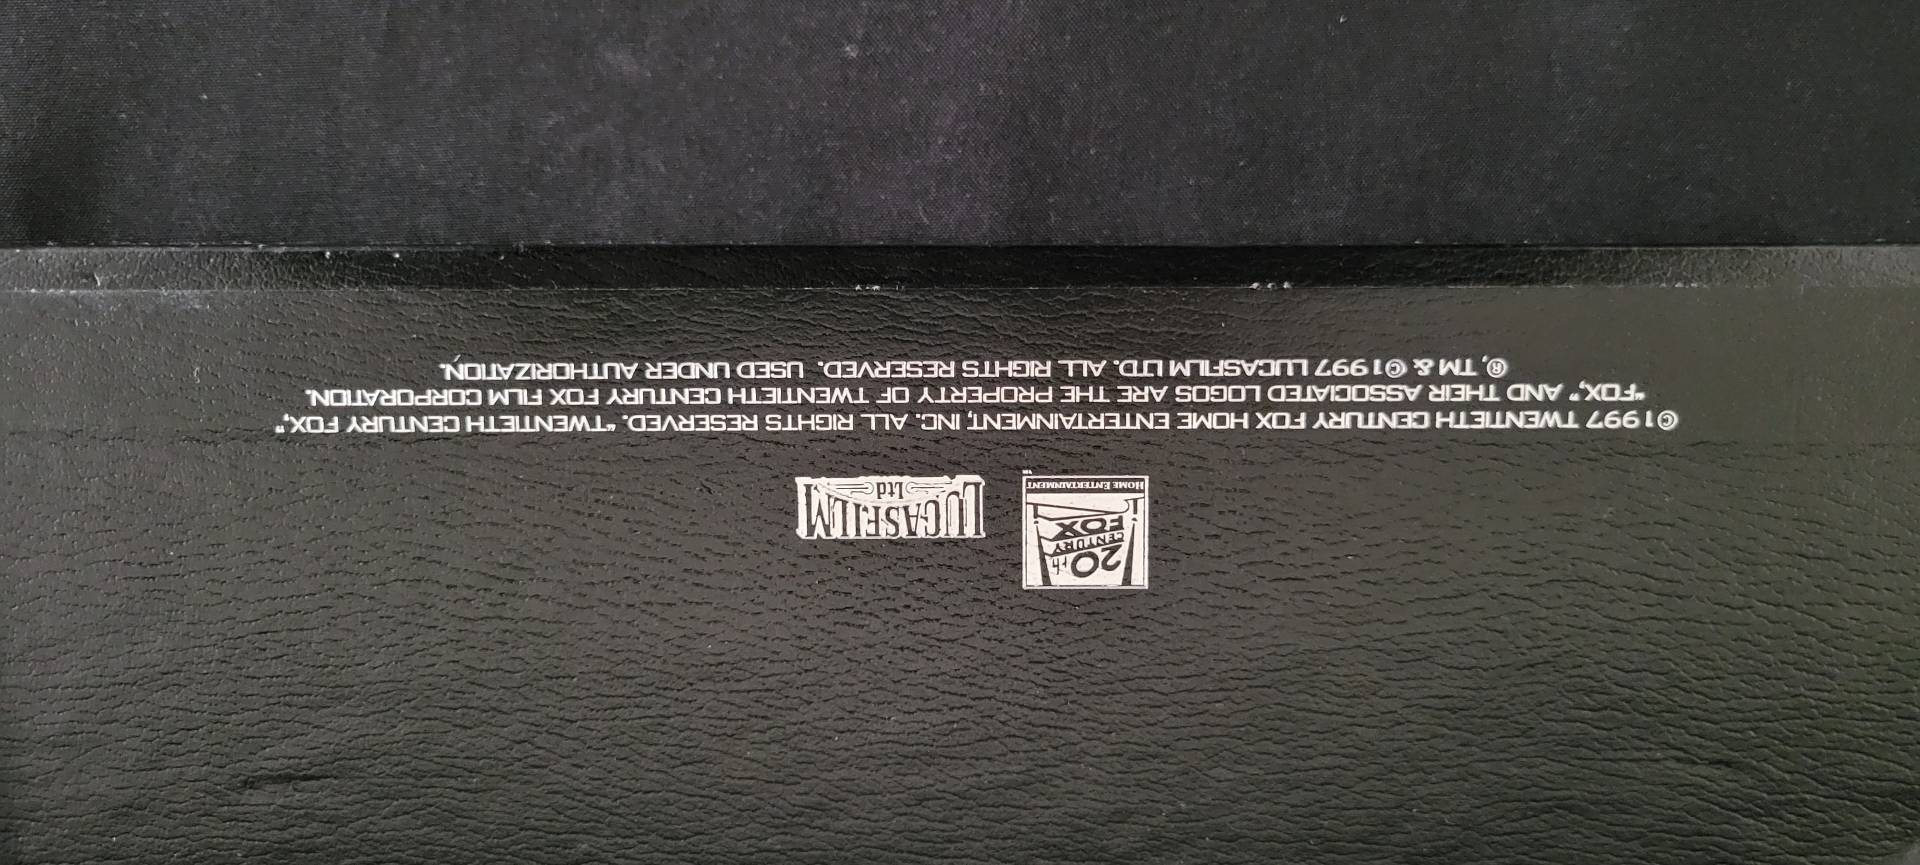 20th
CENTURY
FOX
HOME ENTERTAINMENT
LUCASFILM
Ltd
©1997 TWENTIETH CENTURY FOX HOME ENTERTAINMENT, INC. ALL RIGHTS RESERVED. "TWENTIETH CENTURY FOX,"
"FOX," AND THEIR ASSOCIATED LOGOS ARE THE PROPERTY OF TWENTIETH CENTURY FOX FILM CORPORATION.
®, TM & ©1997 LUCASFILM LTD. ALL RIGHTS RESERVED. USED UNDER AUTHORIZATION.